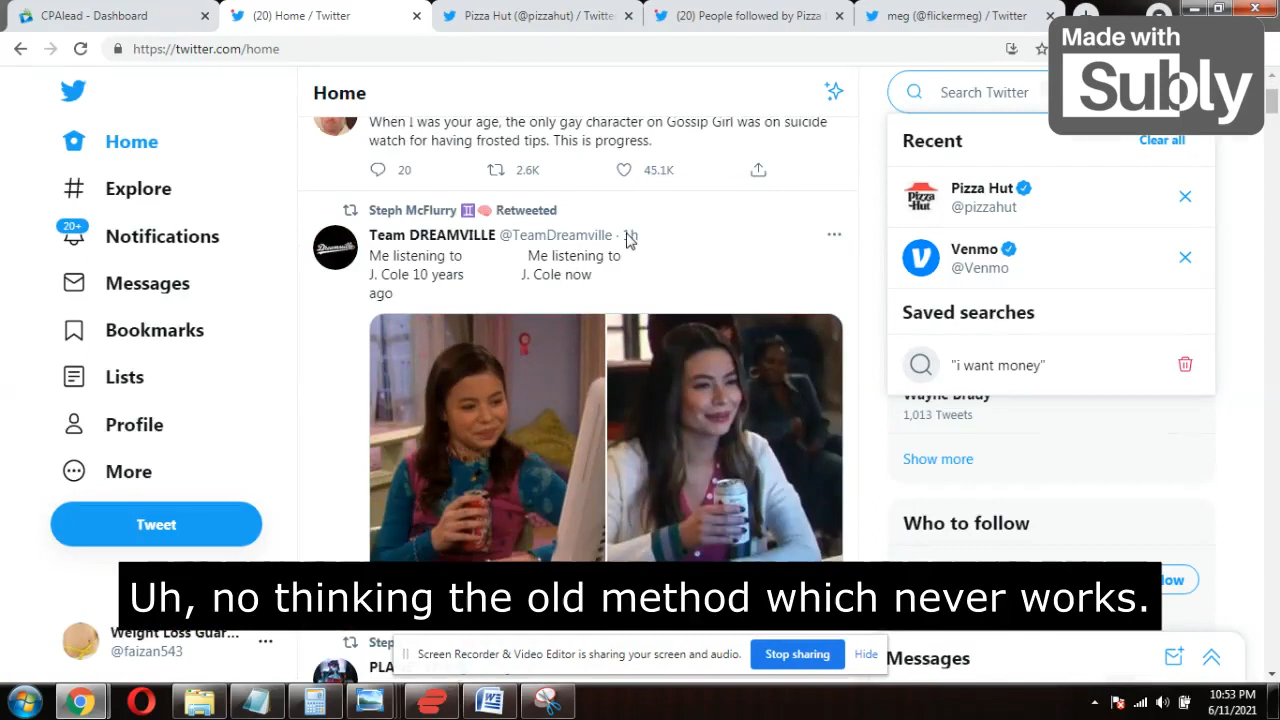 CPAlead - Dashboard
(20) Home / Twitter
Pizza Hut (@pizzahut) / Twitte
(20) People followed by Pizza
meg (@flickermeg) / Twitter
https://twitter.com/home
Made with
Subly
Home
Explore
20+
Notifications
Messages
Bookmarks
Lists
Profile
More
Tweet
Weight Loss Guar...
@faizan543
Home
When I was your age, the only gay character on Gossip Girl was on suicide
watch for having frosted tips. This is progress.
20 2.6K 45.1K
Steph McFlurry Retweeted
Team DREAMVILLE @TeamDreamville ·
Me listening to Me listening to
J. Cole 10 years J. Cole now
ago
Steph
Search Twitter
Recent
Clear all
Pizza Hut
@pizzahut
Venmo
@Venmo
Saved searches
"i want money"
Wayne Brady
1,013 Tweets
Show more
Who to follow
Uh, no thinking the old method which never works.
Screen Recorder & Video Editor is sharing your screen and audio.
Stop sharing
Hide
Messages
10:53 PM
6/11/2021